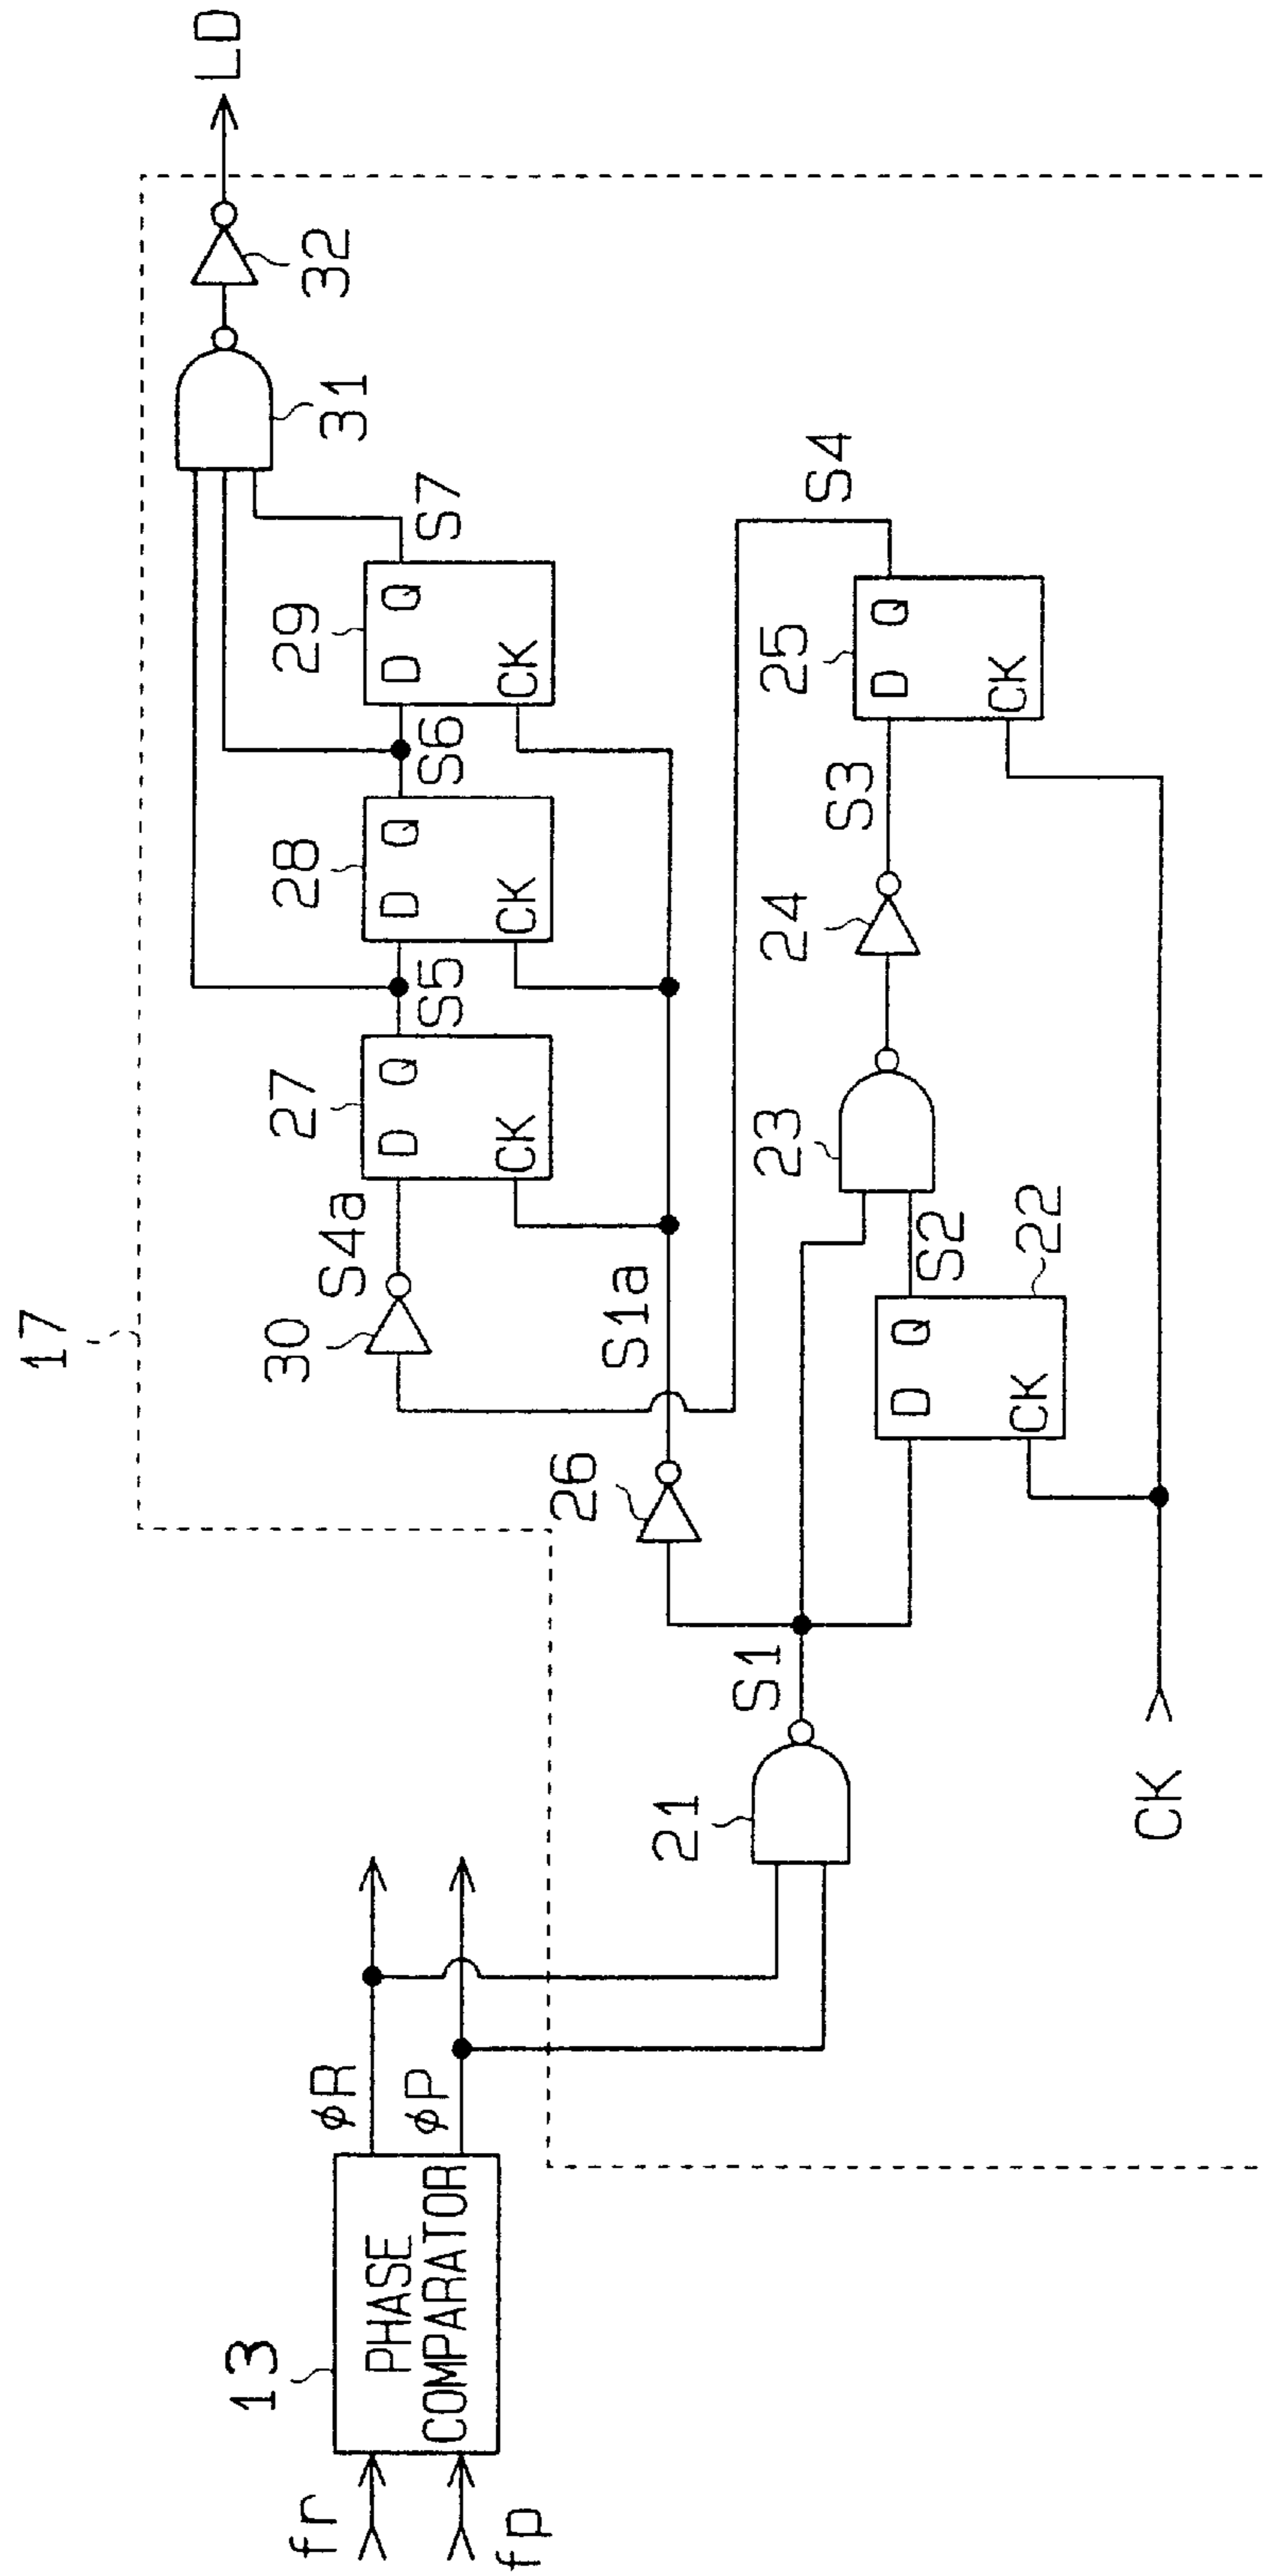 17
fr
fp
13
PHASE
COMPARATOR
φR
φP
21
S1
CK
26
S1a
30
S4a
27
D Q
CK
S5
28
D Q
CK
S6
29
D Q
CK
S7
31
32
LD
22
D Q
CK
S2
23
24
S3
25
D Q
CK
S4